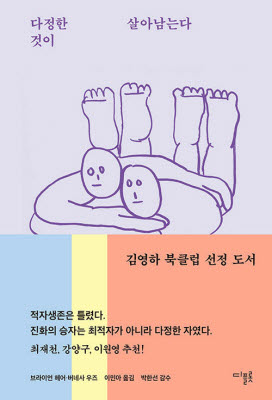 다정한 것이
살아남는다
김영하 북클럽 선정 도서
적자생존은 틀렸다.
진화의 승자는 최적자가 아니라 다정한 자였다.
최재천, 강양구, 이원영 추천!
브라이언 헤어·버네사 우즈 이민아 옮김 박한선 감수
디플롯